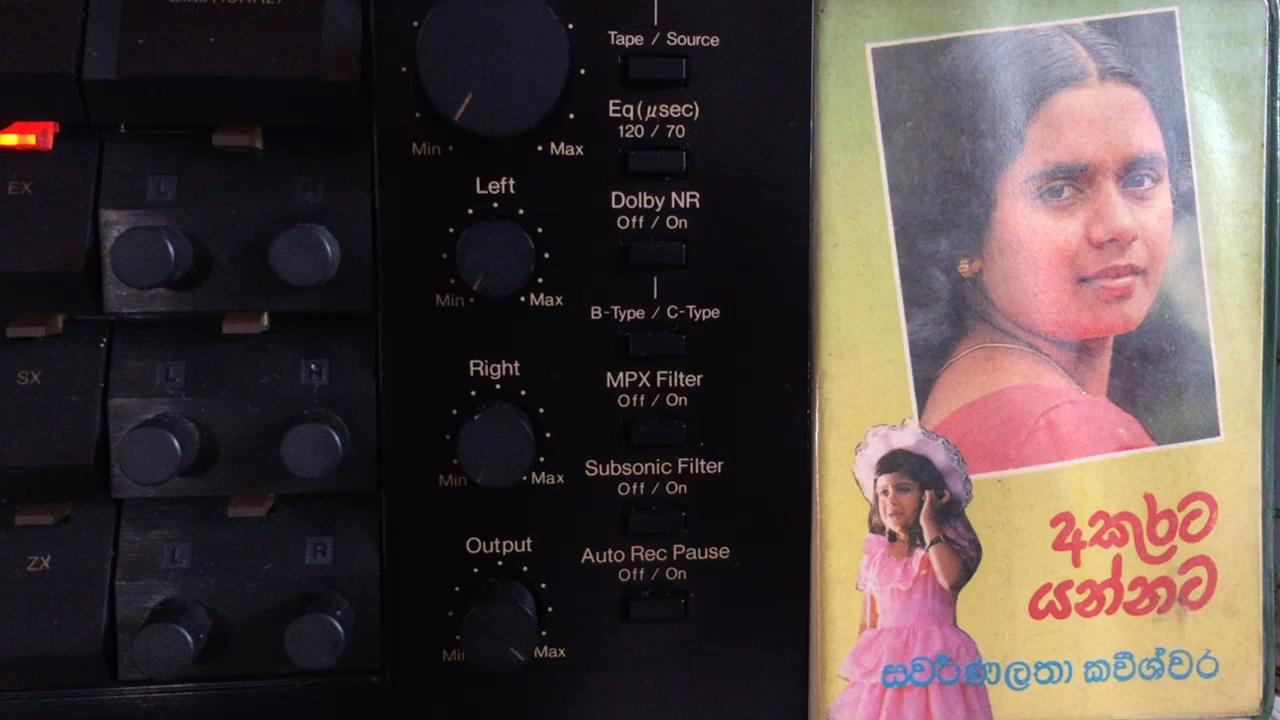 EX
L R
SX
L R
ZX
L R
Min Max
Left
Min Max
Right
Min Max
Output
Min Max
Tape / Source
Eq(μsec)
120 / 70
Dolby NR
Off / On
B-Type / C-Type
MPX Filter
Off / On
Subsonic Filter
Off / On
Auto Rec Pause
Off / On
අකුරට
යන්නට
ස්වර්ණලතා කවීශ්වර